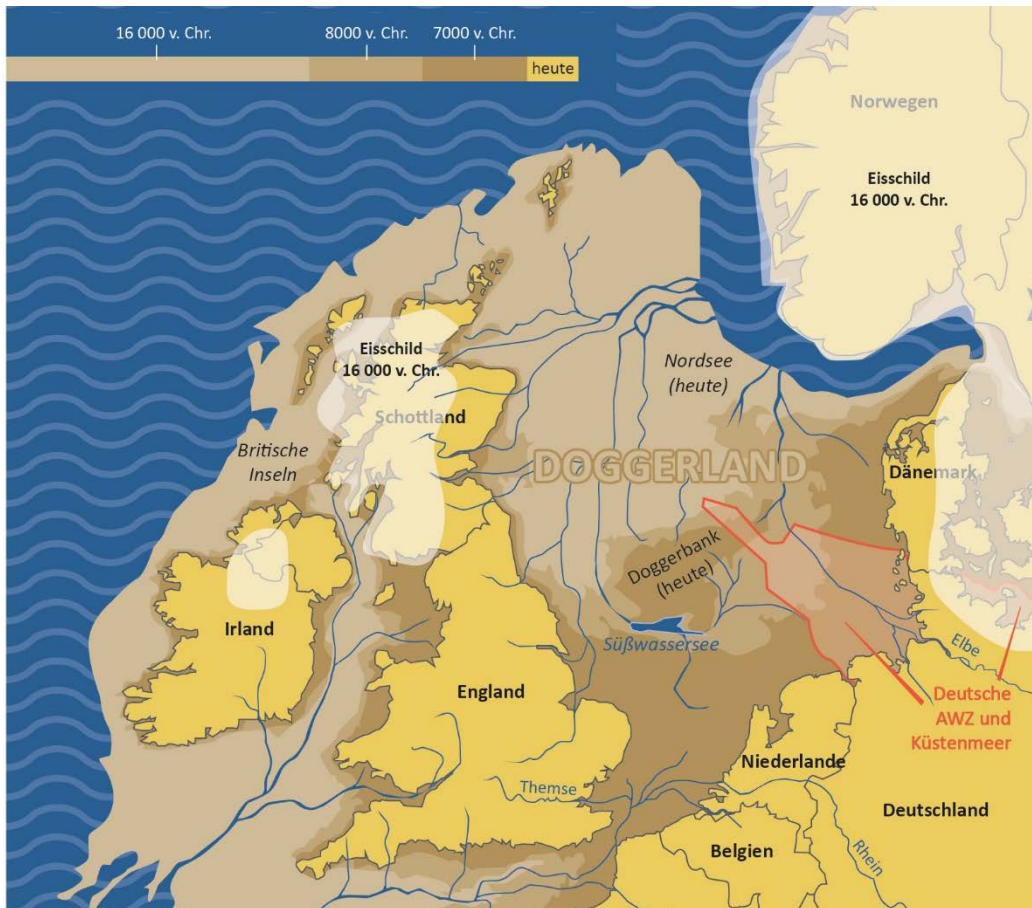 16 000 v. Chr.
8000 v. Chr.
7000 v. Chr.
heute
Norwegen
Eisschild
16 000 v. Chr.
Eisschild
16 000 v. Chr.
Schottland
Nordsee
(heute)
Britische
Inseln
DOGGERLAND
Dänemark
Doggerbank
(heute)
Irland
Süßwassersee
Elbe
England
Deutsche
AWZ und
Küstenmeer
Niederlande
Themse
Deutschland
Belgien
Rhein